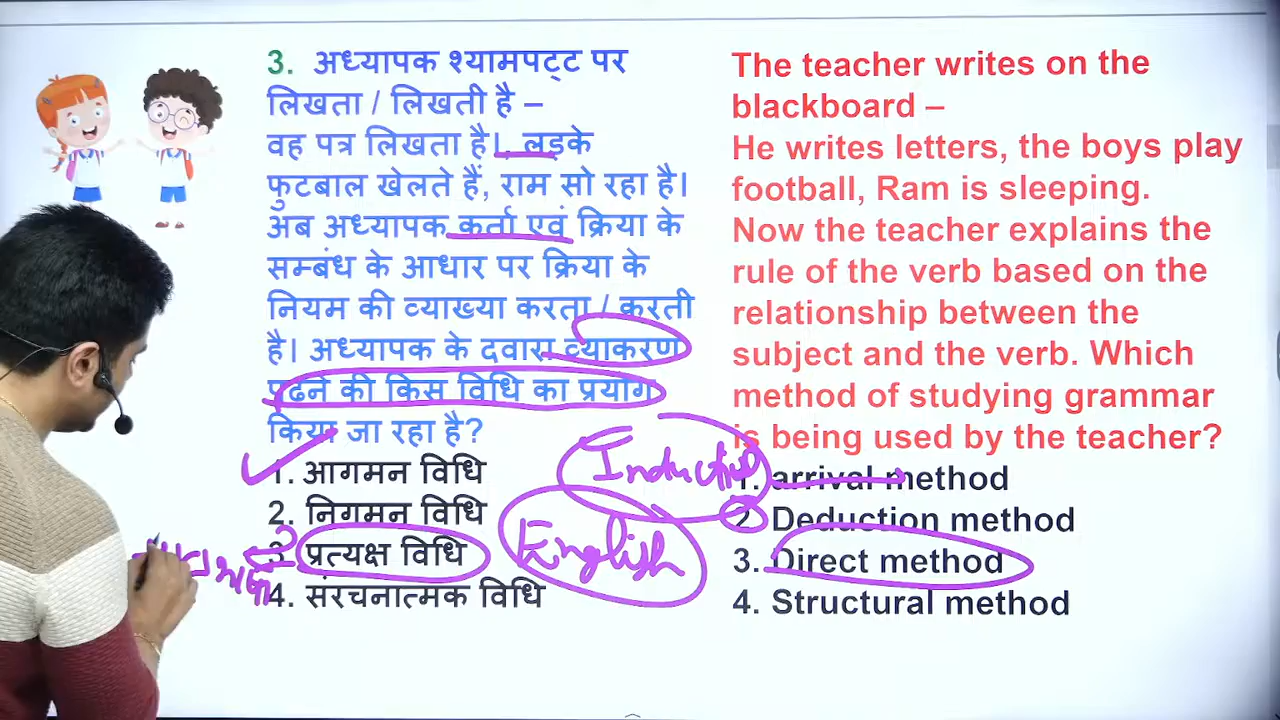 3. अध्यापक श्यामपट्ट पर
लिखता / लिखती है –
वह पत्र लिखता है।, लड़के
फुटबाल खेलते हैं, राम सो रहा है।
अब अध्यापक कर्ता एवं क्रिया के
सम्बंध के आधार पर क्रिया के
नियम की व्याख्या करता / करती
है। अध्यापक के दवारा व्याकरण
पढने की किस विधि का प्रयोग
किया जा रहा है?
1. आगमन विधि
2. निगमन विधि
3. प्रत्यक्ष विधि
4. संरचनात्मक विधि
Inductive
English
The teacher writes on the
blackboard –
He writes letters, the boys play
football, Ram is sleeping.
Now the teacher explains the
rule of the verb based on the
relationship between the
subject and the verb. Which
method of studying grammar
is being used by the teacher?
1. arrival method
2. Deduction method
3. Direct method
4. Structural method